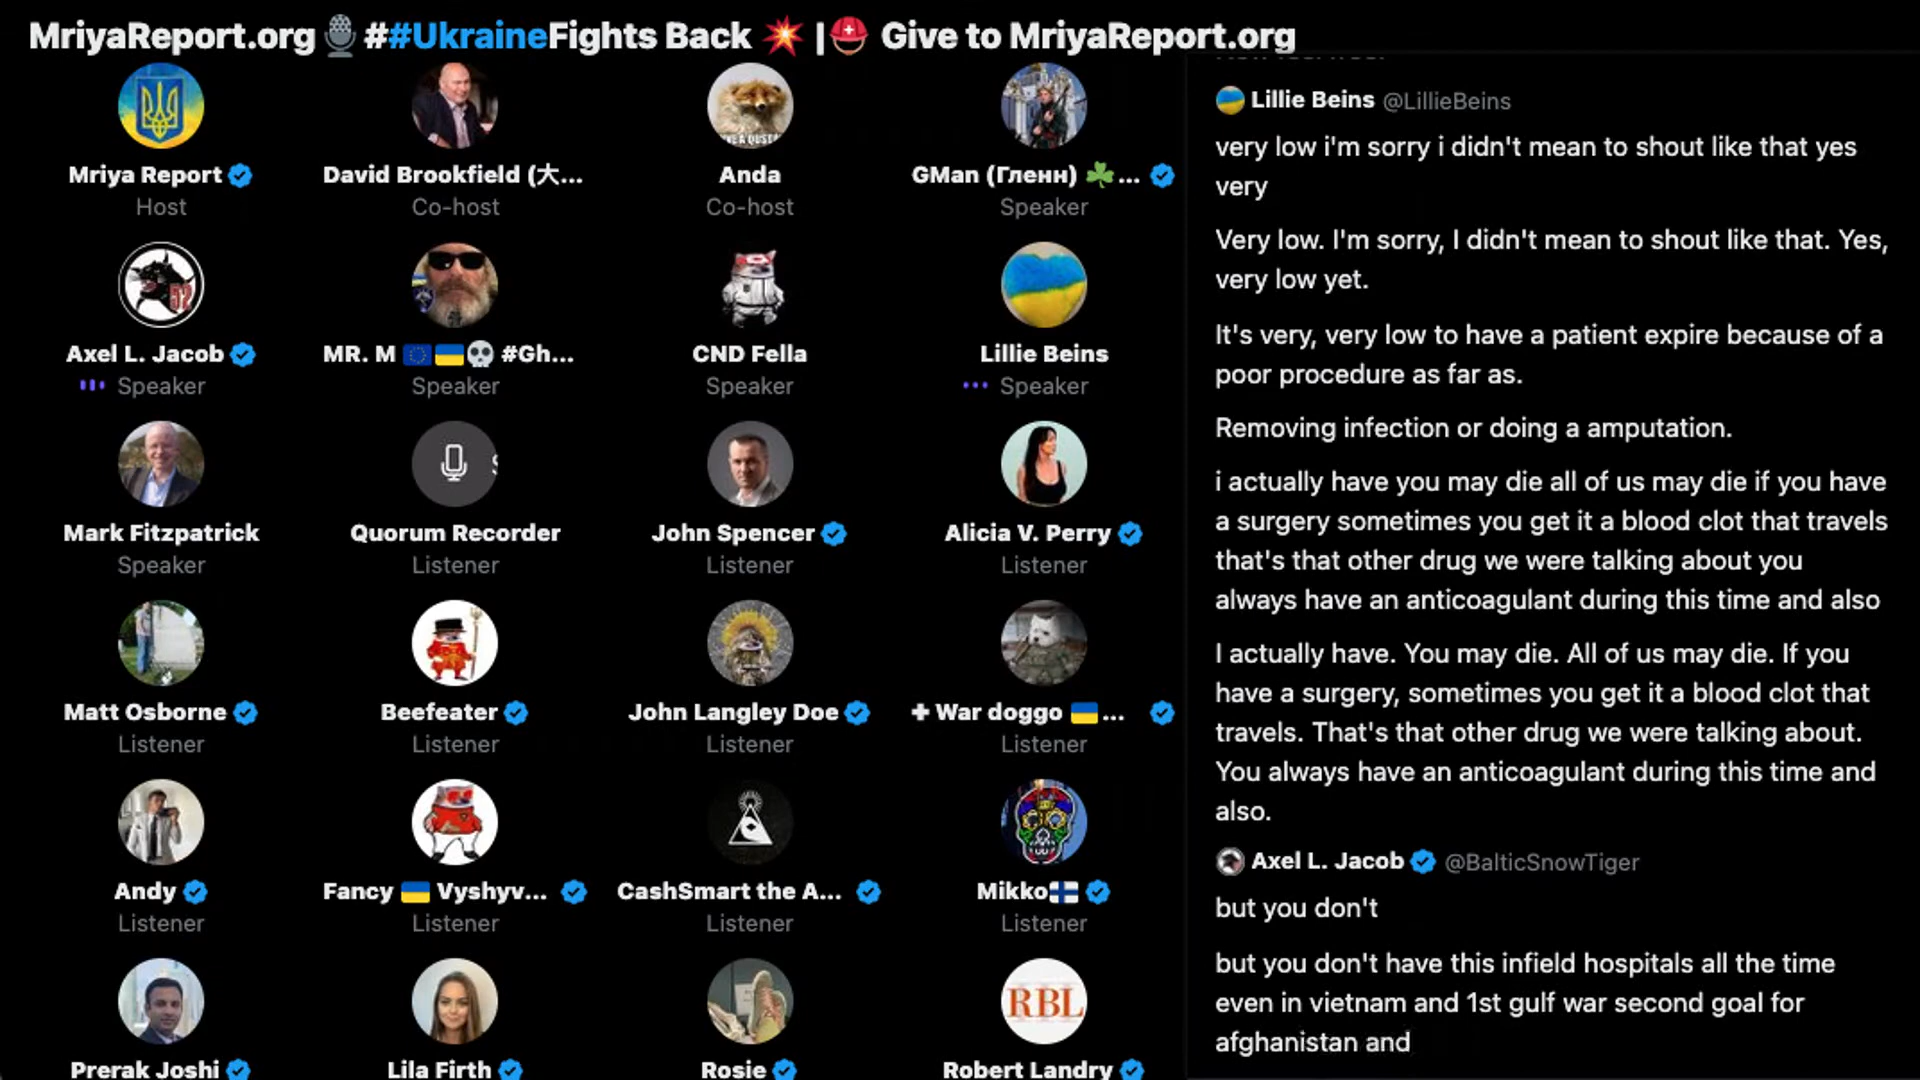 MriyaReport.org🎙️##UkraineFights Back 💥 |⛑️ Give to MriyaReport.org
Mriya Report
Host
David Brookfield (大...
Co-host
Anda
Co-host
GMan (Гленн) ☘️...
Speaker
Axel L. Jacob
Speaker
MR. M 🇪🇺🇺🇦💀 #Gh...
Speaker
CND Fella
Speaker
Lillie Beins
Speaker
Mark Fitzpatrick
Speaker
Quorum Recorder
Listener
John Spencer
Listener
Alicia V. Perry
Listener
Matt Osborne
Listener
Beefeater
Listener
John Langley Doe
Listener
✚ War doggo 🇺🇦...
Listener
Andy
Listener
Fancy 🇺🇦 Vyshyv...
Listener
CashSmart the A...
Listener
Mikko🇫🇮
Listener
Prerak Joshi
Lila Firth
Rosie
RBL
Robert Landry
Lillie Beins @LillieBeins
very low i'm sorry i didn't mean to shout like that yes
very
Very low. I'm sorry, I didn't mean to shout like that. Yes,
very low yet.
It's very, very low to have a patient expire because of a
poor procedure as far as.
Removing infection or doing a amputation.
i actually have you may die all of us may die if you have
a surgery sometimes you get it a blood clot that travels
that's that other drug we were talking about you
always have an anticoagulant during this time and also
I actually have. You may die. All of us may die. If you
have a surgery, sometimes you get it a blood clot that
travels. That's that other drug we were talking about.
You always have an anticoagulant during this time and
also.
Axel L. Jacob @BalticSnowTiger
but you don't
but you don't have this infield hospitals all the time
even in vietnam and 1st gulf war second goal for
afghanistan and